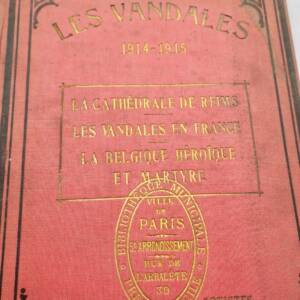 LES VANDALES
1914-1915
LA CATHÉDRALE DE REIMS
LES VANDALES EN FRANCE
LA BELGIQUE HÉROÏQUE
ET MARTYRE
BIBLIOTHÈQUE MUNICIPALE
VILLE
DE
PARIS
5e ARRONDISSEMENT
RUE DE
L'ARBALÈTE
39